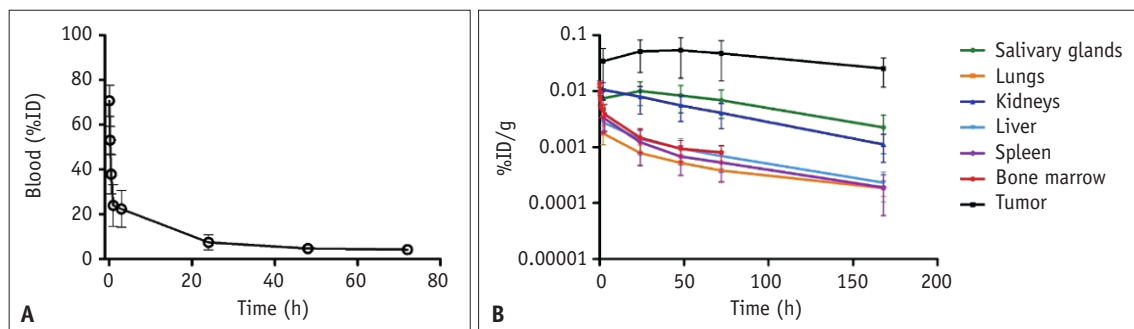 100
80
60
40
20
0
Blood (%ID)
0
20
40
60
80
Time (h)
A
0.1
0.01
0.001
0.0001
0.00001
%ID/g
0
50
100
150
200
Time (h)
B
Salivary glands
Lungs
Kidneys
Liver
Spleen
Bone marrow
Tumor